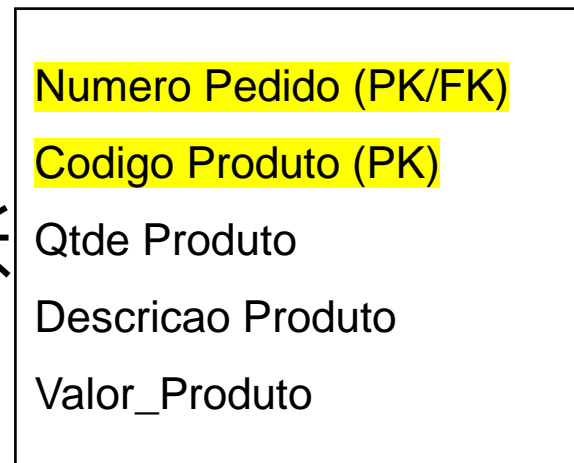 Numero Pedido (PK/FK)
Codigo Produto (PK)
Qtde Produto
Descricao Produto
Valor_Produto